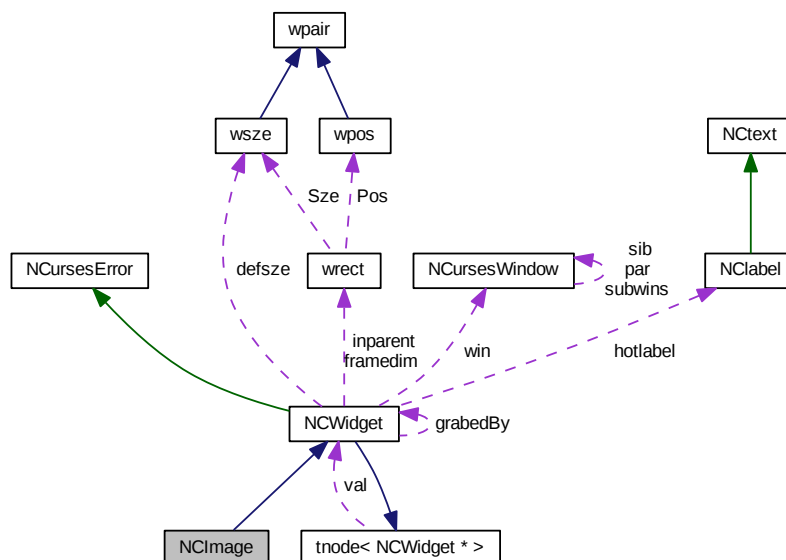 wpair
wsze
wpos
NCtext
Sze
Pos
NCursesError
defsze
wrect
NCursesWindow
sib
par
subwins
NClabel
inparent
framedim
win
hotlabel
NCWidget
grabedBy
val
NCImage
tnode< NCWidget * >